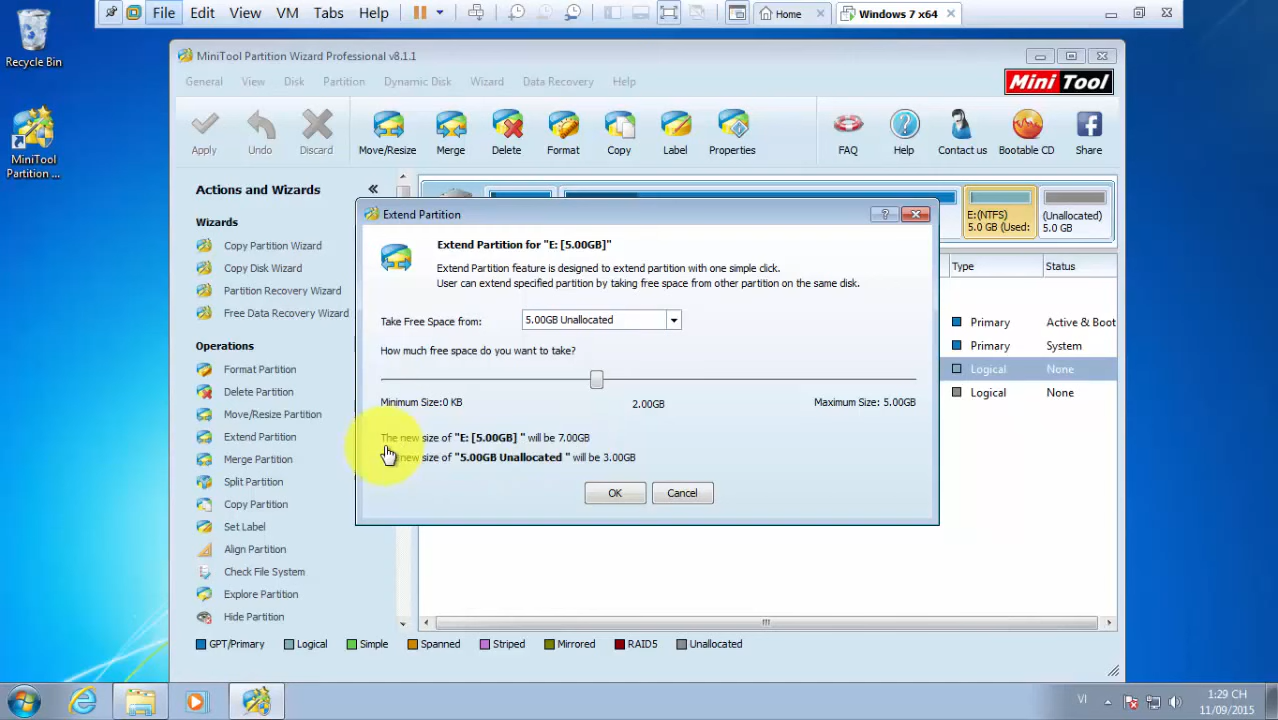 File Edit View VM Tabs Help Home Windows 7 x64
Recycle Bin
MiniTool Partition ...
MiniTool Partition Wizard Professional v8.1.1
General View Disk Partition Dynamic Disk Wizard Data Recovery Help
Mini Tool
Apply Undo Discard Move/Resize Merge Delete Format Copy Label Properties FAQ Help Contact us Bootable CD Share
Actions and Wizards
Wizards
Copy Partition Wizard
Copy Disk Wizard
Partition Recovery Wizard
Free Data Recovery Wizard
Operations
Format Partition
Delete Partition
Move/Resize Partition
Extend Partition
Merge Partition
Split Partition
Copy Partition
Set Label
Align Partition
Check File System
Explore Partition
Hide Partition
E:(NTFS)
5.0 GB (Used:
(Unallocated)
5.0 GB
Type Status
Primary Active & Boot
Primary System
Logical None
Logical None
Extend Partition
Extend Partition for "E: [5.00GB]"
Extend Partition feature is designed to extend partition with one simple click.
User can extend specified partition by taking free space from other partition on the same disk.
Take Free Space from: 5.00GB Unallocated
How much free space do you want to take?
Minimum Size:0 KB 2.00GB Maximum Size: 5.00GB
The new size of "E: [5.00GB] " will be 7.00GB
new size of "5.00GB Unallocated " will be 3.00GB
OK Cancel
GPT/Primary Logical Simple Spanned Striped Mirrored RAID5 Unallocated
VI
1:29 CH
11/09/2015